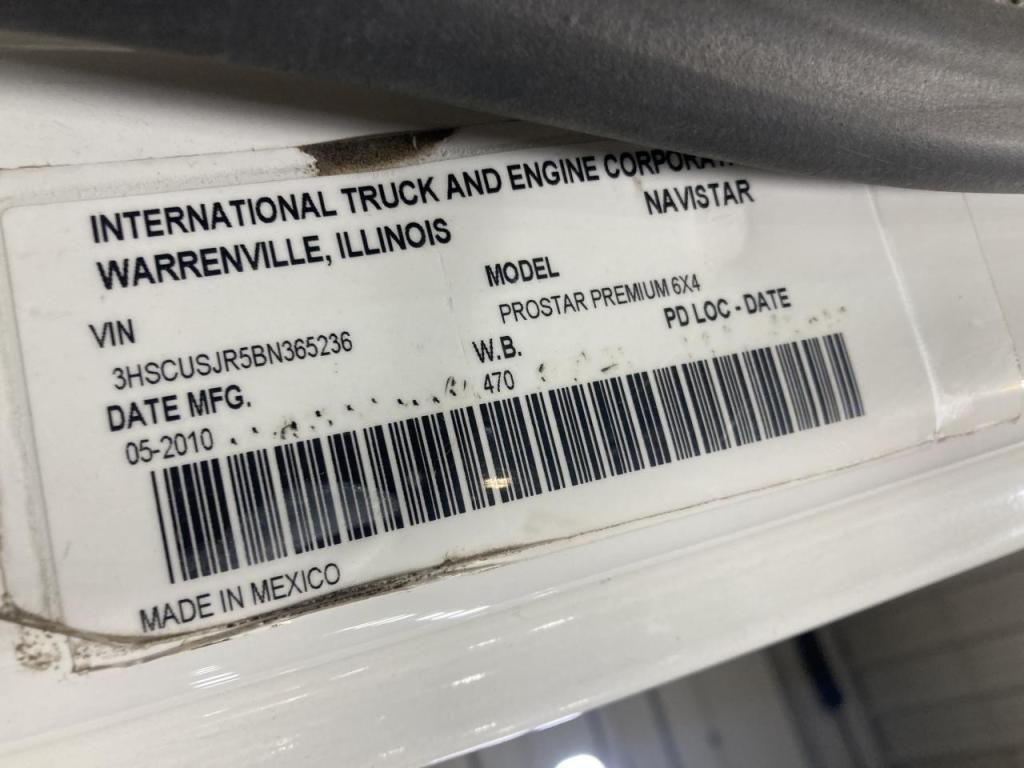 INTERNATIONAL TRUCK AND ENGINE
WARRENVILLE, ILLINOIS
NAVISTAR
VIN
3HSCUSJR5BN365236
MODEL
PROSTAR PREMIUM 6X4
DATE MFG.
05-2010
W.B.
470
PD LOC - DATE
MADE IN MEXICO